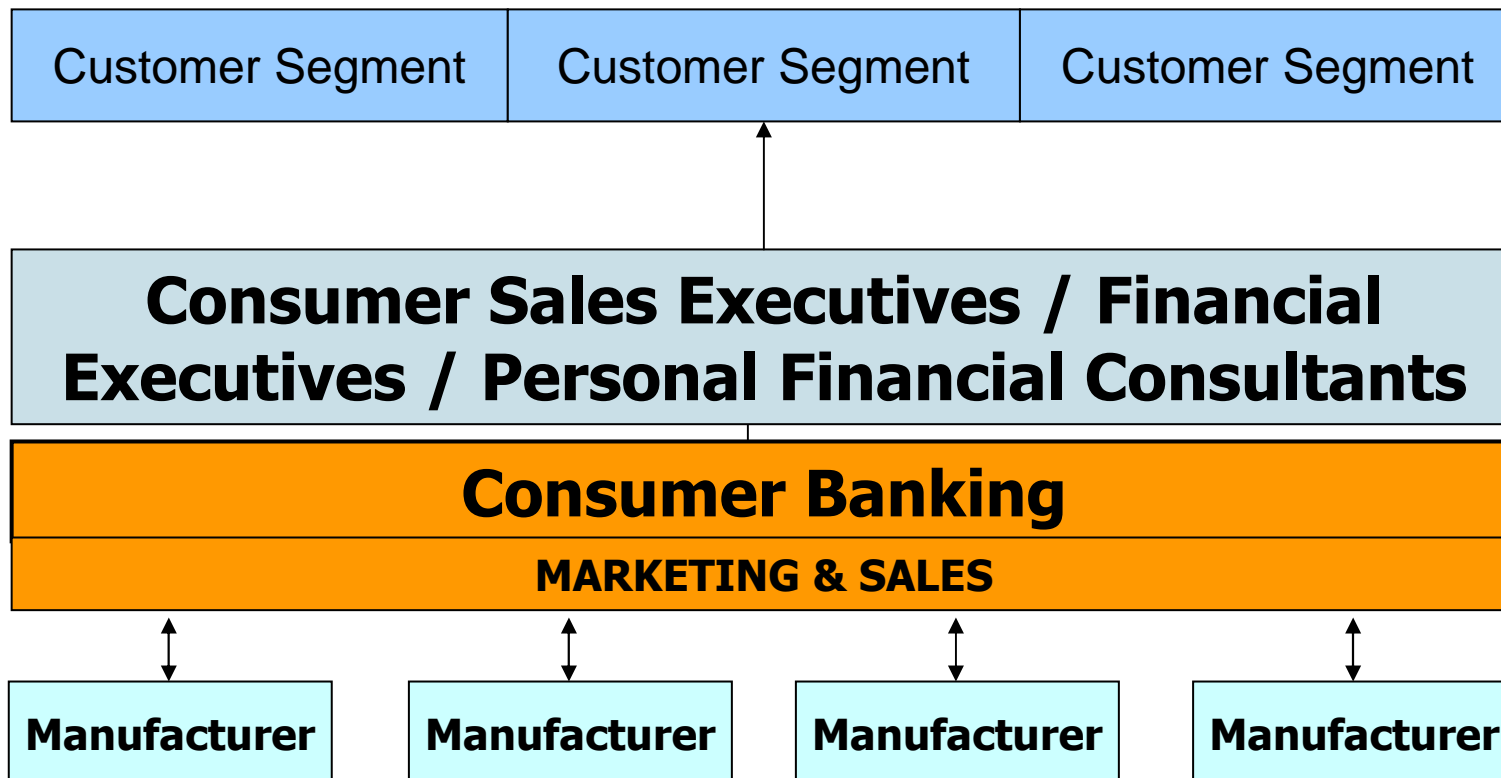 Customer Segment Customer Segment Customer Segment
Consumer Sales Executives / Financial
Executives / Personal Financial Consultants
Consumer Banking
MARKETING & SALES
Manufacturer Manufacturer Manufacturer Manufacturer